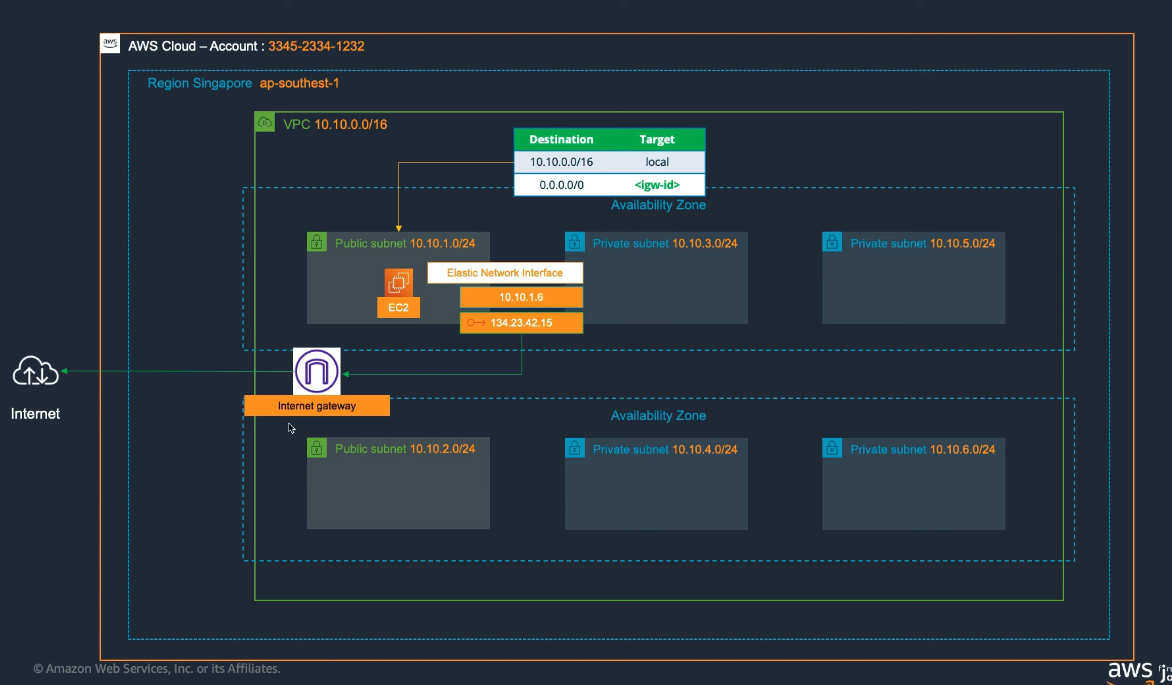 aws
AWS Cloud – Account : 3345-2334-1232
Region Singapore ap-southest-1
VPC 10.10.0.0/16
Destination Target
10.10.0.0/16 local
0.0.0.0/0 <igw-id>
Availability Zone
Public subnet 10.10.1.0/24
Private subnet 10.10.3.0/24
Private subnet 10.10.5.0/24
Elastic Network Interface
10.10.1.6
EC2
134.23.42.15
Internet
Internet gateway
Availability Zone
Public subnet 10.10.2.0/24
Private subnet 10.10.4.0/24
Private subnet 10.10.6.0/24
© Amazon Web Services, Inc. or its Affiliates.
aws